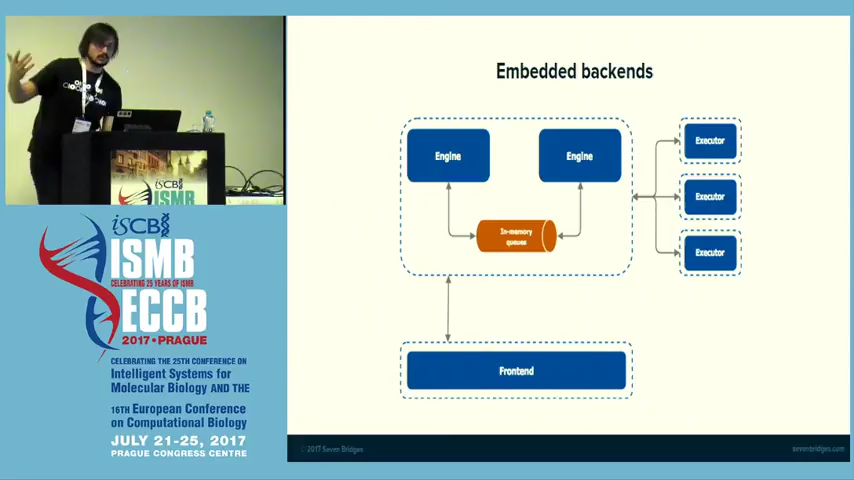 iSCB
ISMB
iSCB
ISMB
CELEBRATING 25 YEARS OF ISMB
ECCB
2017 • PRAGUE
CELEBRATING THE 25TH CONFERENCE ON
Intelligent Systems for
Molecular Biology AND THE
16TH European Conference
on Computational Biology
JULY 21-25, 2017
PRAGUE CONGRESS CENTRE
Embedded backends
Engine
Engine
In-memory
queues
Executor
Executor
Executor
Frontend
© 2017 Seven Bridges
sevenbridges.com